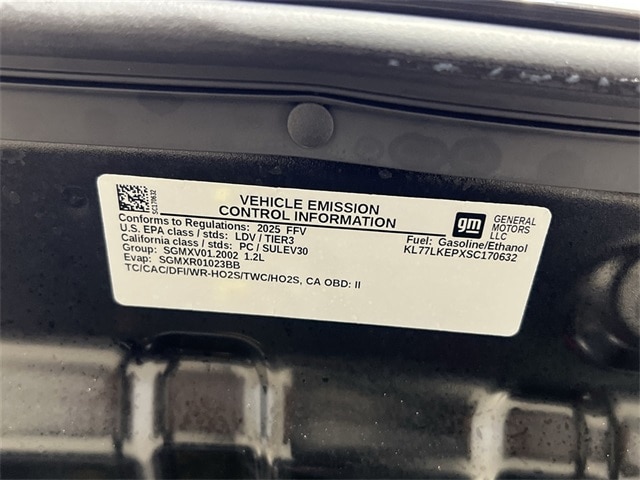 SC170632
VEHICLE EMISSION
CONTROL INFORMATION
Conforms to Regulations: 2025 FFV
U.S. EPA class / stds: LDV / TIER3
California class / stds: PC / SULEV30
Group: SGMXV01.2002 1.2L
Evap: SGMXR01023BB
TC/CAC/DFI/WR-HO2S/TWC/HO2S, CA OBD: II
gm
GENERAL
MOTORS
LLC
Fuel: Gasoline/Ethanol
KL77LKEPXSC170632